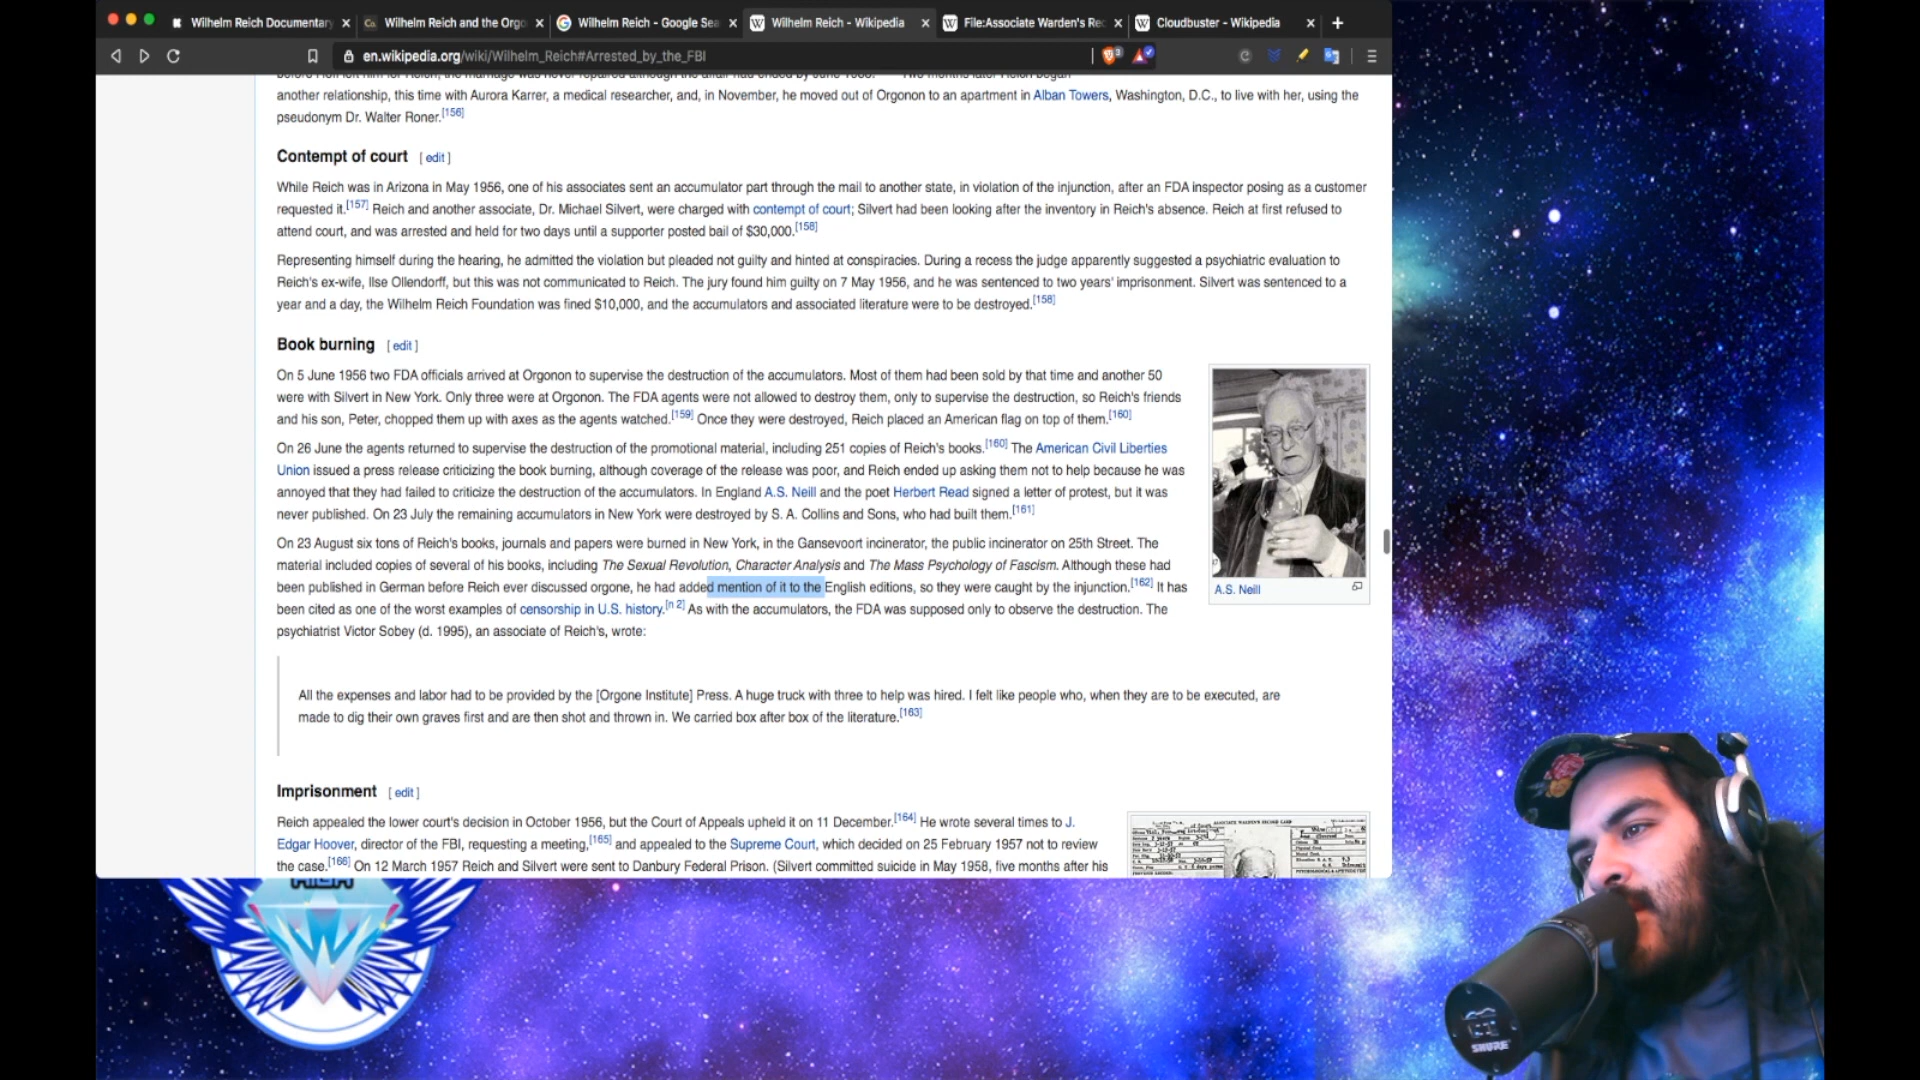 Wilhelm Reich Documentary
Wilhelm Reich and the Orgo
Wilhelm Reich - Google Sea
Wilhelm Reich - Wikipedia
File:Associate Warden's Rec
Cloudbuster - Wikipedia
en.wikipedia.org/wiki/Wilhelm_Reich#Arrested_by_the_FBI
another relationship, this time with Aurora Karrer, a medical researcher, and, in November, he moved out of Orgonon to an apartment in Alban Towers, Washington, D.C., to live with her, using the
pseudonym Dr. Walter Roner.[156]
Contempt of court [ edit ]
While Reich was in Arizona in May 1956, one of his associates sent an accumulator part through the mail to another state, in violation of the injunction, after an FDA inspector posing as a customer
requested it.[157] Reich and another associate, Dr. Michael Silvert, were charged with contempt of court; Silvert had been looking after the inventory in Reich's absence. Reich at first refused to
attend court, and was arrested and held for two days until a supporter posted bail of $30,000.[158]
Representing himself during the hearing, he admitted the violation but pleaded not guilty and hinted at conspiracies. During a recess the judge apparently suggested a psychiatric evaluation to
Reich's ex-wife, Ilse Ollendorff, but this was not communicated to Reich. The jury found him guilty on 7 May 1956, and he was sentenced to two years' imprisonment. Silvert was sentenced to a
year and a day, the Wilhelm Reich Foundation was fined $10,000, and the accumulators and associated literature were to be destroyed.[158]
Book burning [ edit ]
On 5 June 1956 two FDA officials arrived at Orgonon to supervise the destruction of the accumulators. Most of them had been sold by that time and another 50
were with Silvert in New York. Only three were at Orgonon. The FDA agents were not allowed to destroy them, only to supervise the destruction, so Reich's friends
and his son, Peter, chopped them up with axes as the agents watched.[159] Once they were destroyed, Reich placed an American flag on top of them.[160]
On 26 June the agents returned to supervise the destruction of the promotional material, including 251 copies of Reich's books.[160] The American Civil Liberties
Union issued a press release criticizing the book burning, although coverage of the release was poor, and Reich ended up asking them not to help because he was
annoyed that they had failed to criticize the destruction of the accumulators. In England A.S. Neill and the poet Herbert Read signed a letter of protest, but it was
never published. On 23 July the remaining accumulators in New York were destroyed by S. A. Collins and Sons, who had built them.[161]
On 23 August six tons of Reich's books, journals and papers were burned in New York, in the Gansevoort incinerator, the public incinerator on 25th Street. The
material included copies of several of his books, including The Sexual Revolution, Character Analysis and The Mass Psychology of Fascism. Although these had
been published in German before Reich ever discussed orgone, he had added mention of it to the English editions, so they were caught by the injunction.[162] It has
been cited as one of the worst examples of censorship in U.S. history.[n 2] As with the accumulators, the FDA was supposed only to observe the destruction. The
psychiatrist Victor Sobey (d. 1995), an associate of Reich's, wrote:
A.S. Neill
All the expenses and labor had to be provided by the [Orgone Institute] Press. A huge truck with three to help was hired. I felt like people who, when they are to be executed, are
made to dig their own graves first and are then shot and thrown in. We carried box after box of the literature.[163]
Imprisonment [ edit ]
Reich appealed the lower court's decision in October 1956, but the Court of Appeals upheld it on 11 December.[164] He wrote several times to J.
Edgar Hoover, director of the FBI, requesting a meeting,[165] and appealed to the Supreme Court, which decided on 25 February 1957 not to review
the case.[166] On 12 March 1957 Reich and Silvert were sent to Danbury Federal Prison. (Silvert committed suicide in May 1958, five months after his
ASSOCIATE WARDEN'S RECORD CARD
HIGH
W
SHURE